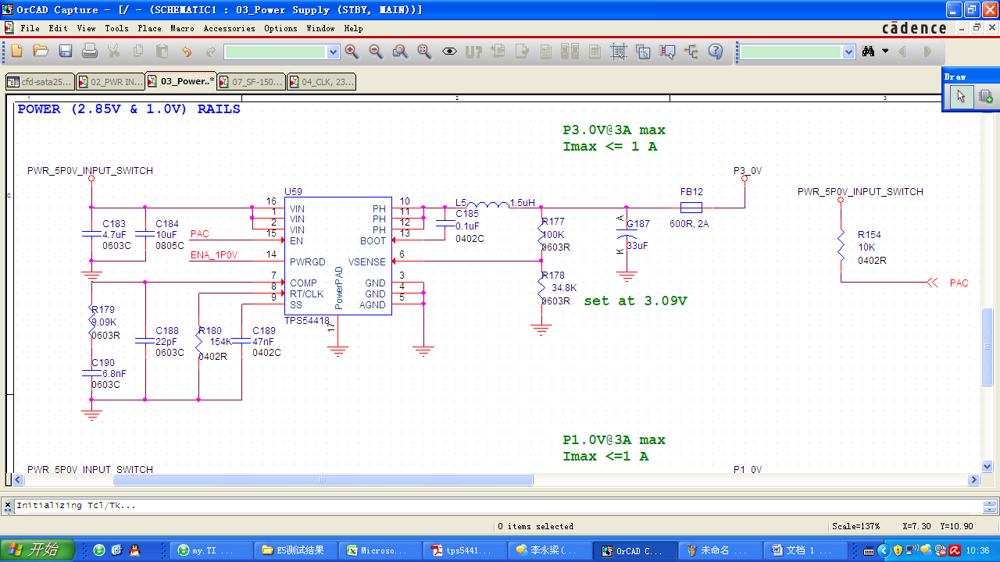 OrCAD Capture - [/ - (SCHEMATIC1 : 03_Power Supply (STBY, MAIN))]
File Edit View Tools Place Macro Accessories Options Window Help
cādence
cfd-sata25... 02_PWR IN... 03_Power..* 07_SF-150... 04_CLK, 23...
Draw
1 2 3
POWER (2.85V & 1.0V) RAILS
P3.0V@3A max
Imax <= 1 A
PWR_5P0V_INPUT_SWITCH
P3_0V
PWR_5P0V_INPUT_SWITCH
C
U59
16 VIN
1 VIN
2 VIN
15 EN
14 PWRGD
7 COMP
8 RT/CLK
9 SS
PH 10
PH 11
PH 12
BOOT 13
VSENSE 6
GND 3
GND 4
AGND 5
PowerPAD
17
TPS54418
PAC
ENA_1P0V
C183
4.7uF
0603C
C184
10uF
0805C
L5 1.5uH
C185
0.1uF
0402C
R177
100K
0603R
R178
34.8K
0603R
set at 3.09V
A
C187
33uF
K
FB12
600R, 2A
R154
10K
0402R
PAC
R179
9.09K
0603R
C190
6.8nF
0603C
C188
22pF
0603C
R180
154K
0402R
C189
47nF
0402C
P1.0V@3A max
Imax <=1 A
PWR_5P0V_INPUT_SWITCH
P1_0V
Initializing Tcl/Tk...
0 items selected
Scale=137% X=7.30 Y=10.90
开始 my.TI ... E5测试结果 Microso... tps5441... 李永梁(... OrCAD C... 未命名 ... 文档 1 ... 10:36